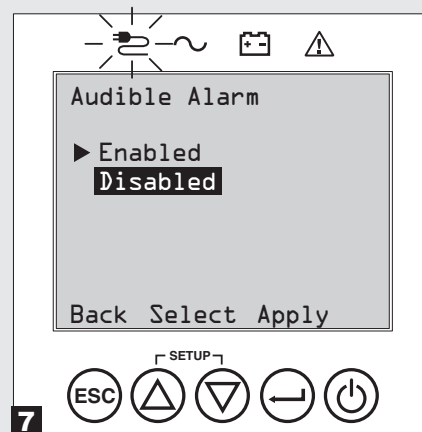 Audible Alarm
▶ Enabled
Disabled
Back Select Apply
SETUP
ESC
7